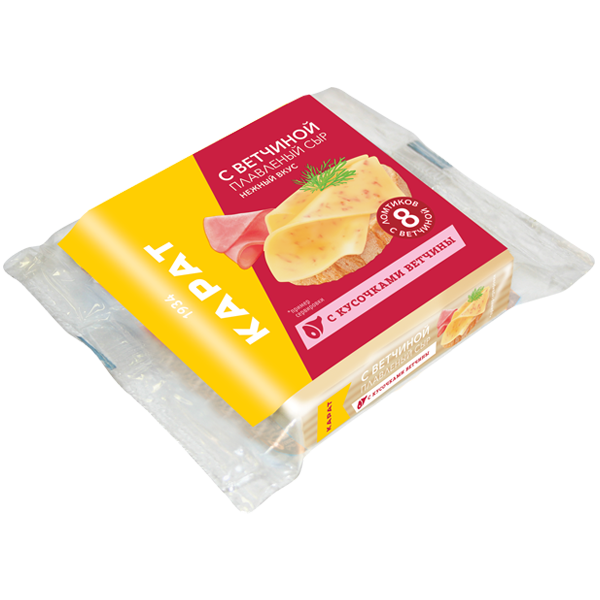 КАРАТ
1934
С ВЕТЧИНОЙ
ПЛАВЛЕНЫЙ СЫР
НЕЖНЫЙ ВКУС
8
ЛОМТИКОВ
С ВЕТЧИНОЙ
*пример
сервировки
С КУСОЧКАМИ ВЕТЧИНЫ
КАРАТ
С ВЕТЧИНОЙ
ПЛАВЛЕНЫЙ СЫР
С КУСОЧКАМИ ВЕТЧИНЫ